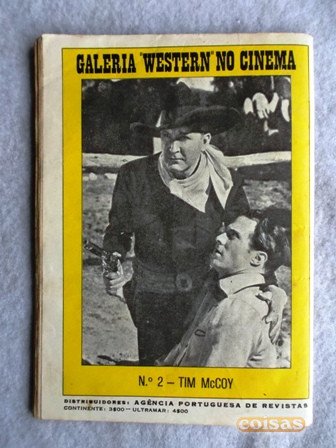 GALERIA "WESTERN" NO CINEMA
N.º 2 — TIM McCOY
DISTRIBUIDORES: AGÊNCIA PORTUGUESA DE REVISTAS
CONTINENTE: 3$00 — ULTRAMAR: 4$00
coisas